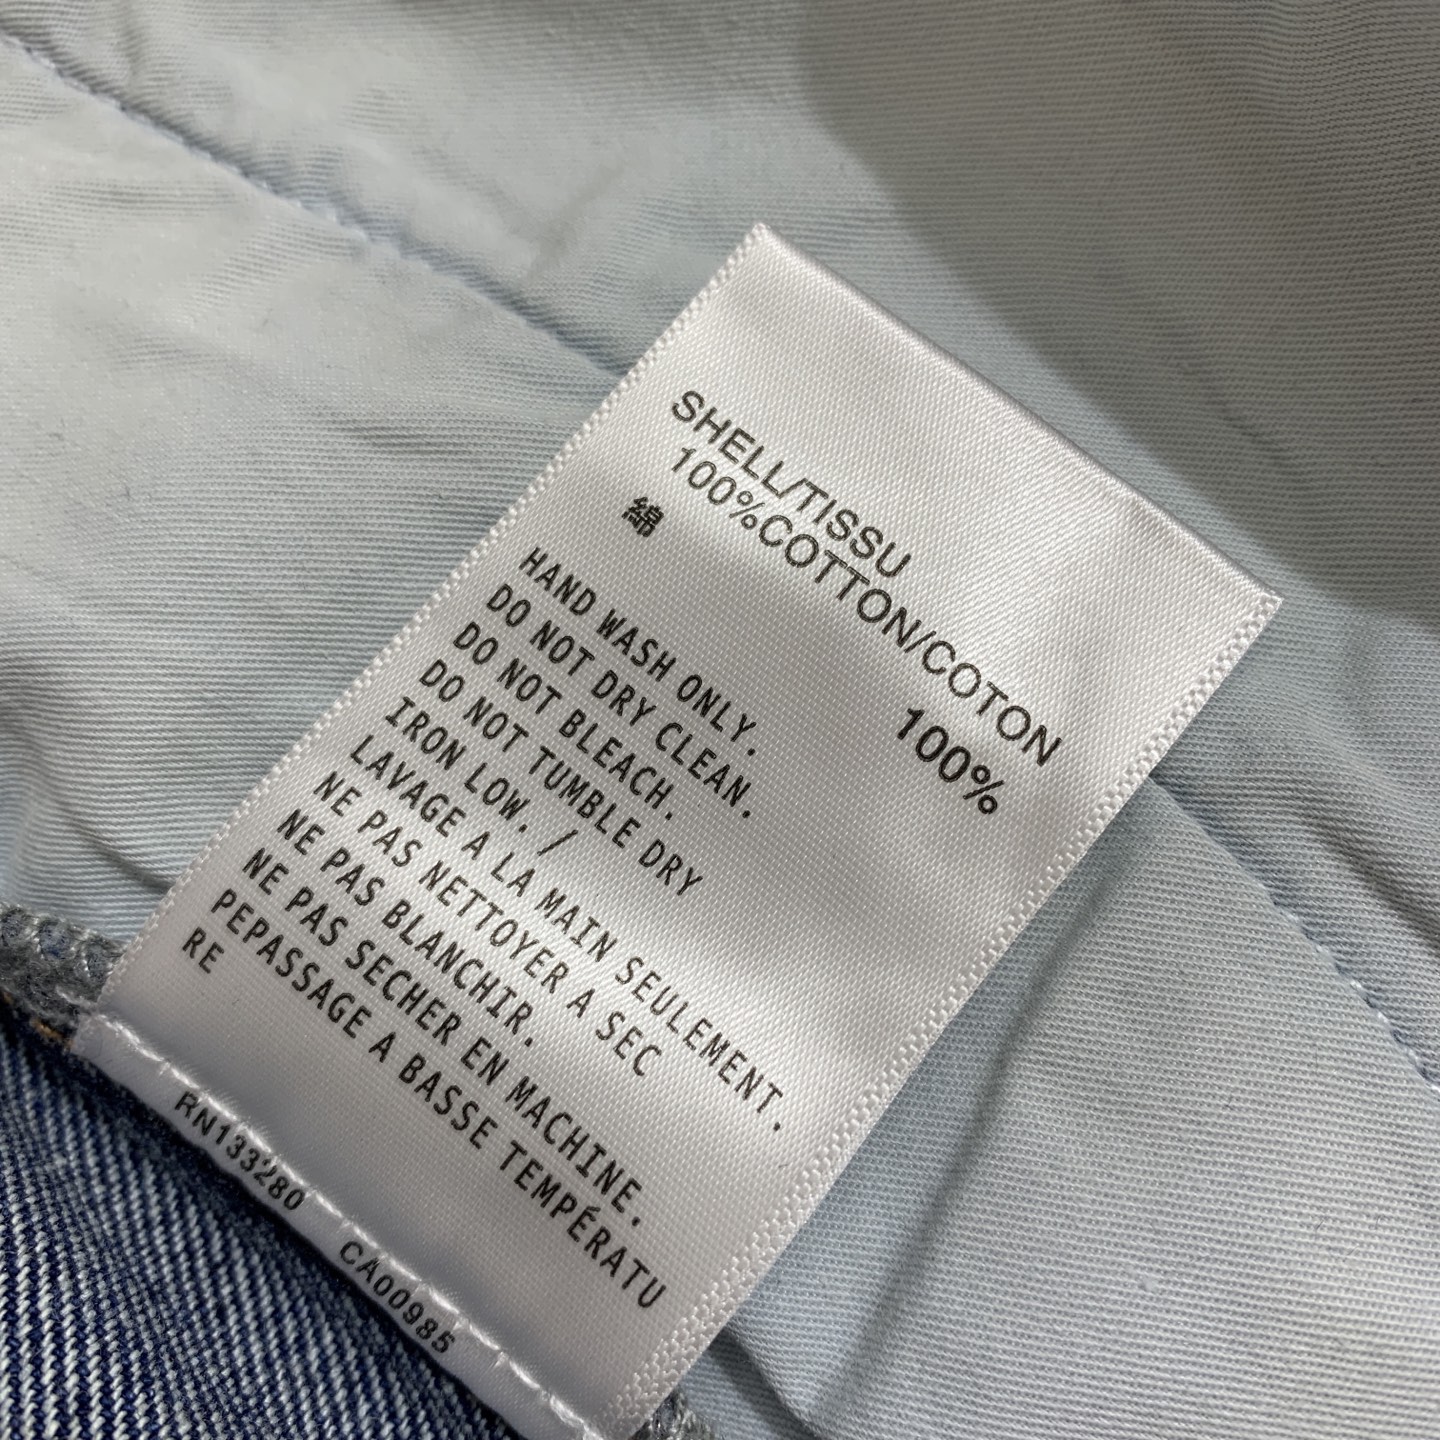 SHELL/TISSU
100%COTTON/COTON
綿 100%
HAND WASH ONLY.
DO NOT DRY CLEAN.
DO NOT BLEACH.
DO NOT TUMBLE DRY
IRON LOW. /
LAVAGE A LA MAIN SEULEMENT.
NE PAS NETTOYER A SEC
NE PAS BLANCHIR.
NE PAS SECHER EN MACHINE.
PEPASSAGE A BASSE TEMPÉRATU
RE
RN133280 CA00985